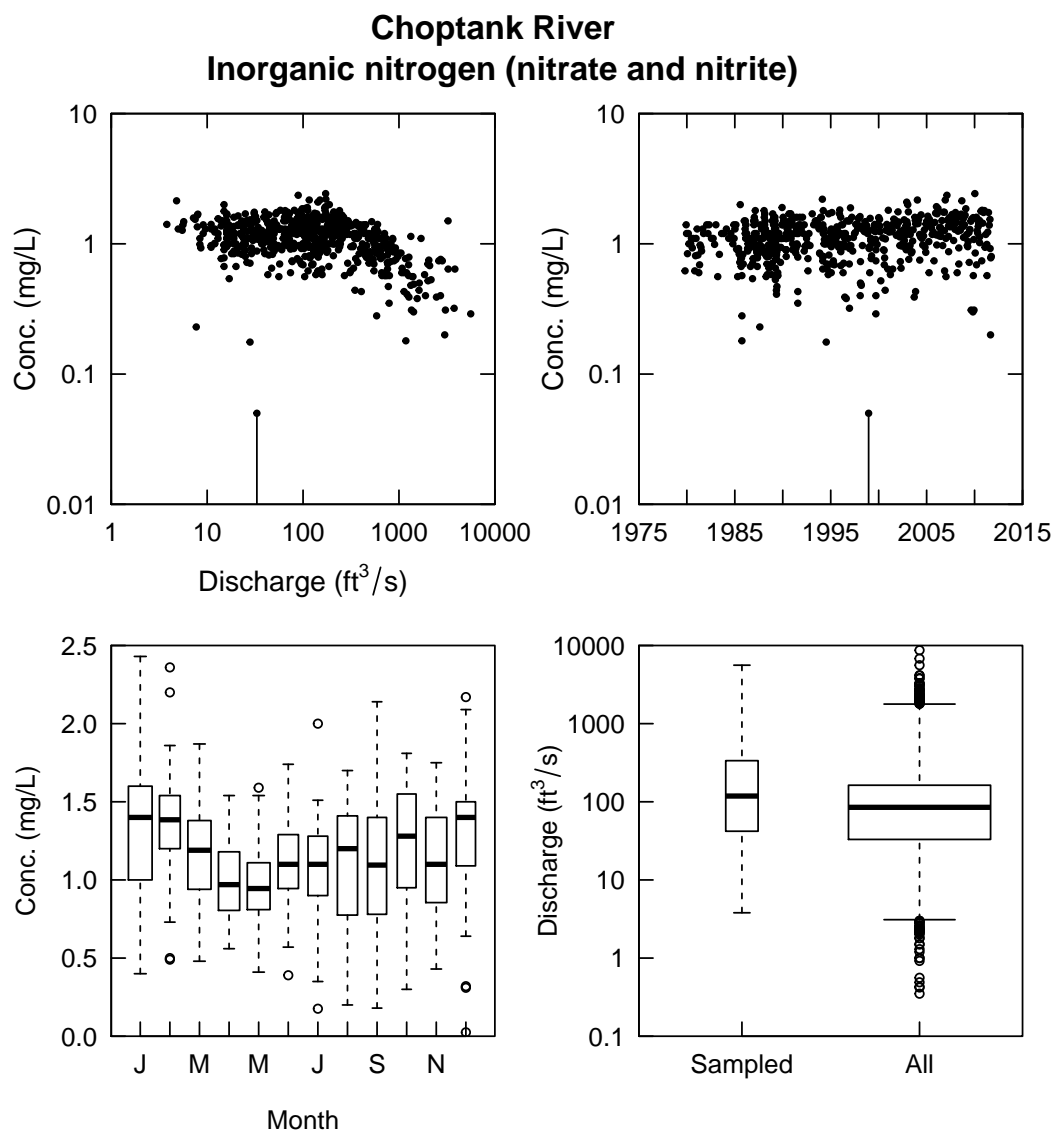 Choptank River
Inorganic nitrogen (nitrate and nitrite)
10
1
0.1
0.01
Conc. (mg/L)
1 10 100 1000 10000
Discharge (ft³/s)
10
1
0.1
0.01
Conc. (mg/L)
1975 1985 1995 2005 2015
2.5
2.0
1.5
1.0
0.5
0.0
Conc. (mg/L)
J M M J S N
Month
10000
1000
100
10
1
0.1
Discharge (ft³/s)
Sampled All